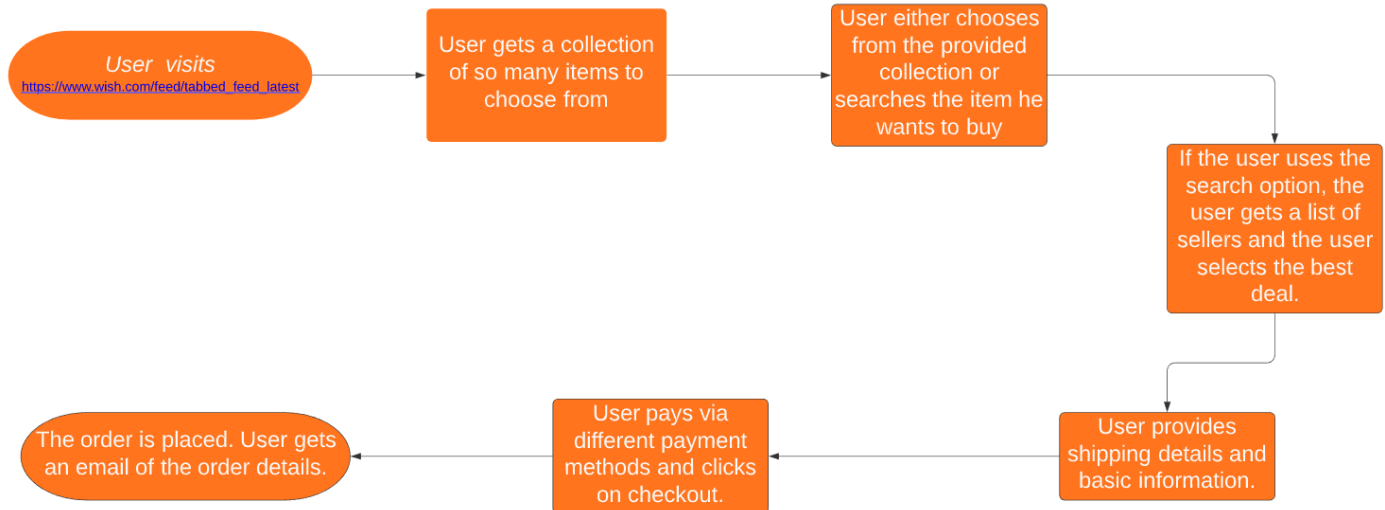 User visits
https://www.wish.com/feed/tabbed_feed_latest
User gets a collection
of so many items to
choose from
User either chooses
from the provided
collection or
searches the item he
wants to buy
If the user uses the
search option, the
user gets a list of
sellers and the user
selects the best
deal.
User provides
shipping details and
basic information.
User pays via
different payment
methods and clicks
on checkout.
The order is placed. User gets
an email of the order details.